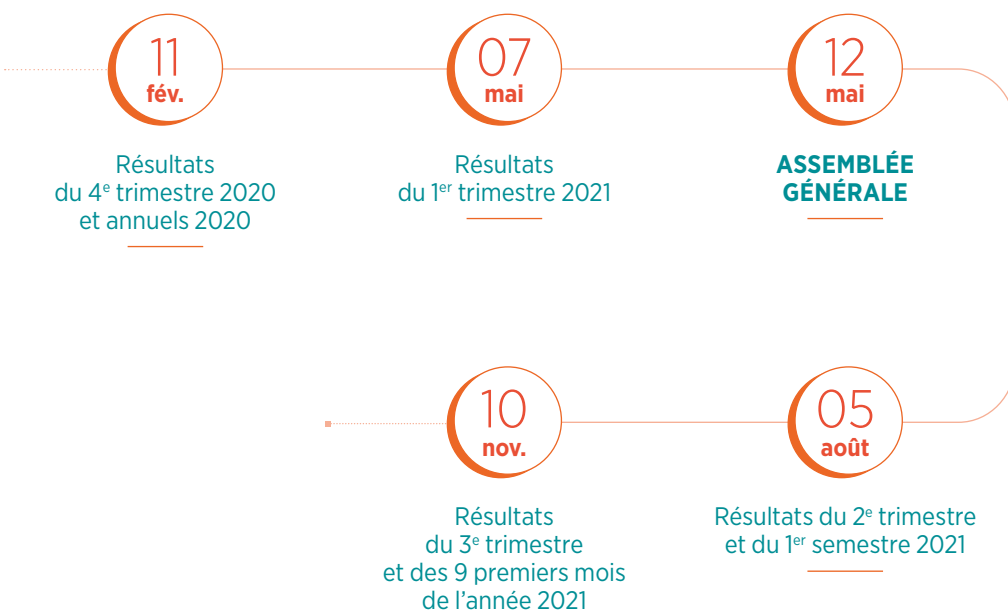 11
fév.
Résultats
du 4e trimestre 2020
et annuels 2020
07
mai
Résultats
du 1er trimestre 2021
12
mai
ASSEMBLÉE
GÉNÉRALE
05
août
Résultats du 2e trimestre
et du 1er semestre 2021
10
nov.
Résultats
du 3e trimestre
et des 9 premiers mois
de l'année 2021